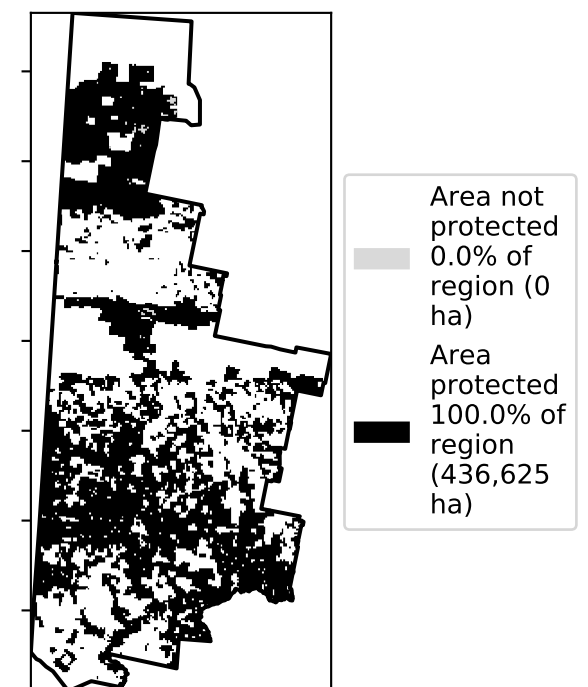 Area not
protected
0.0% of
region (0
ha)
Area
protected
100.0% of
region
(436,625
ha)